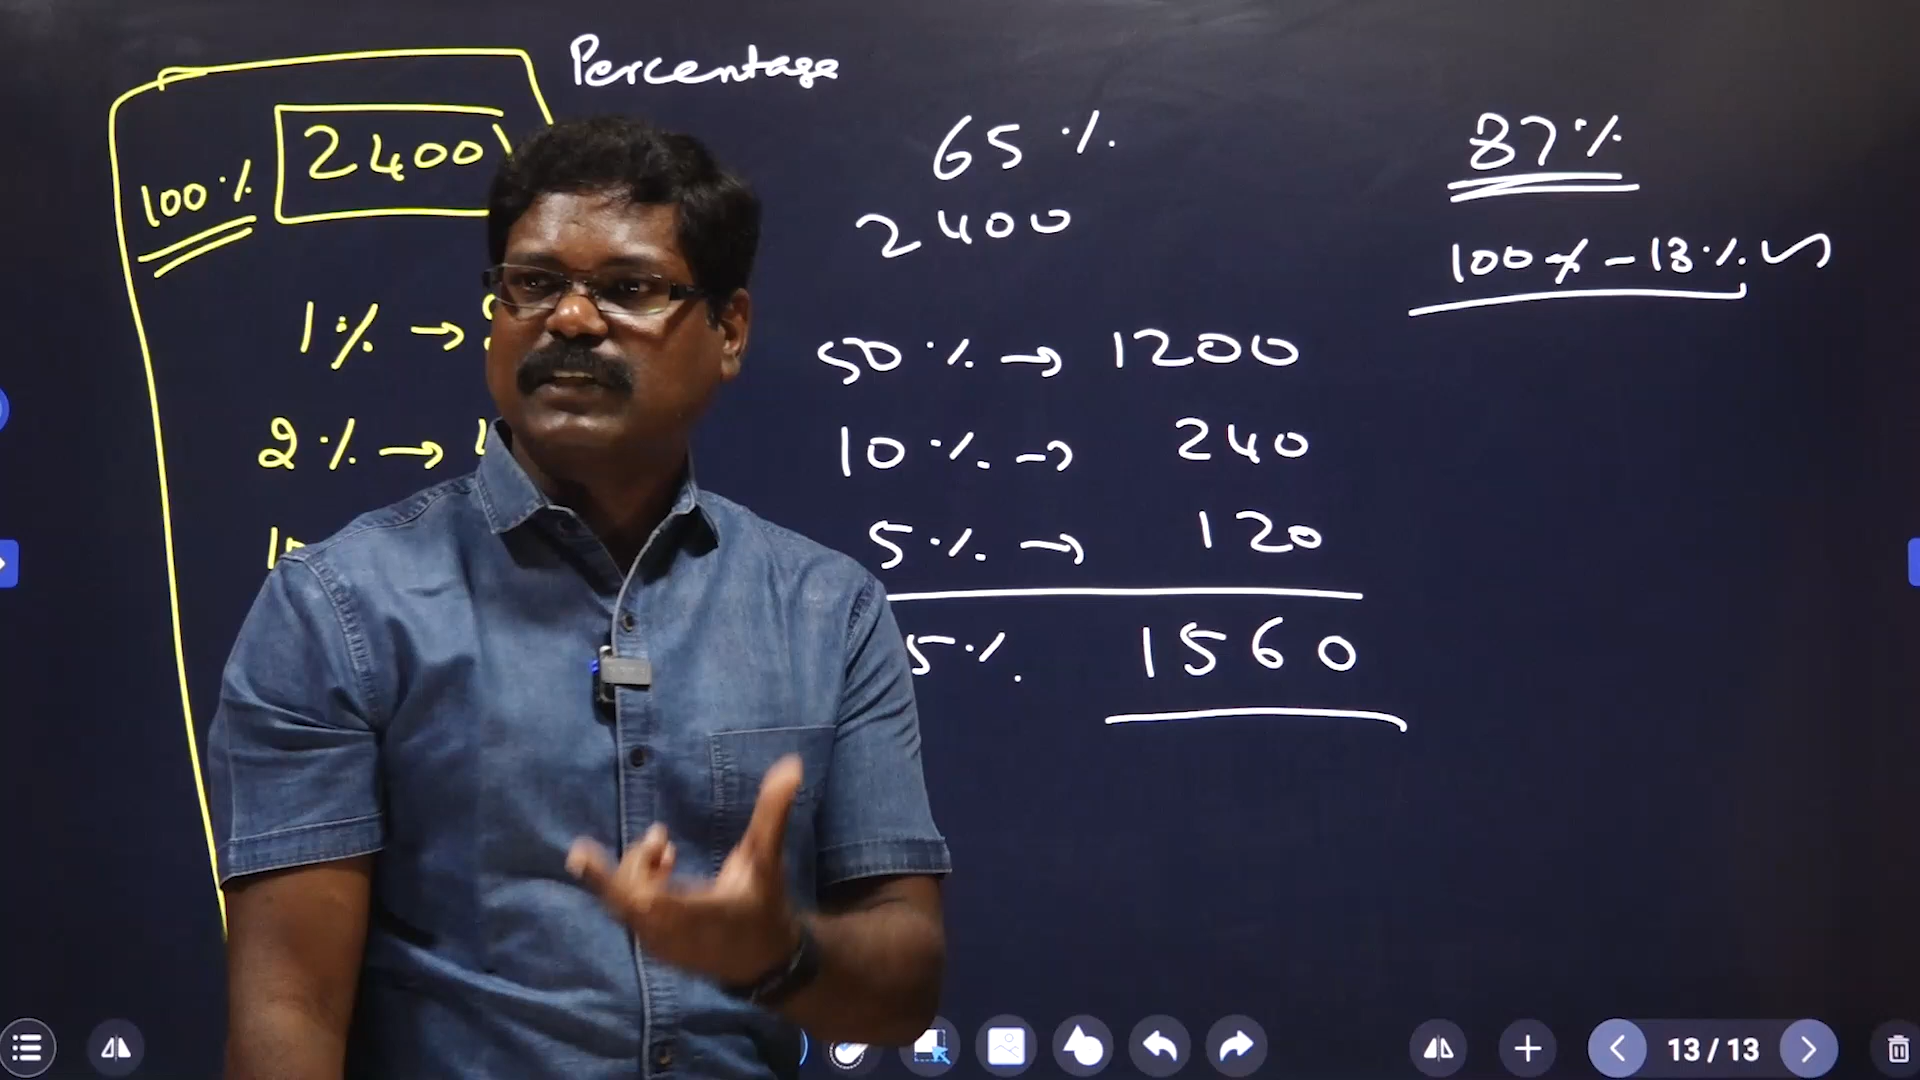 Percentage
2400
100%
1% →
2% →
65%
2400
50% → 1200
10% → 240
5% → 120
5% 1560
87%
100% - 13%
13/13